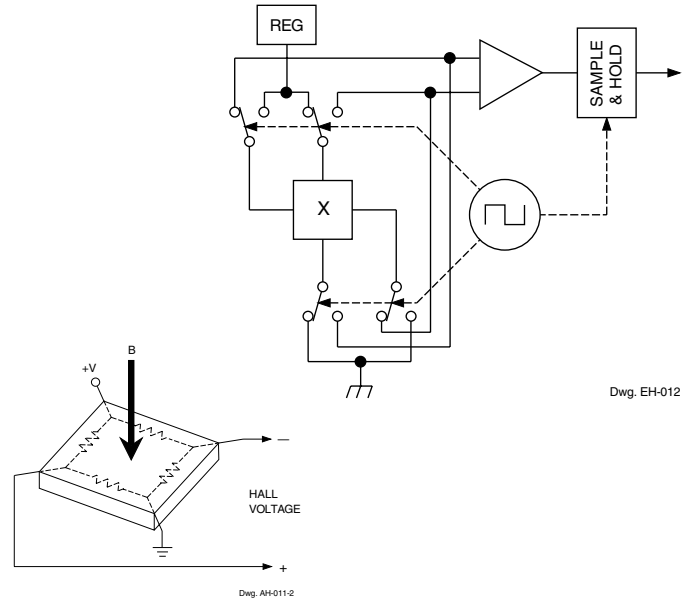 REG
SAMPLE
& HOLD
X
Dwg. EH-012
B
+V
—
HALL
VOLTAGE
+
Dwg. AH-011-2